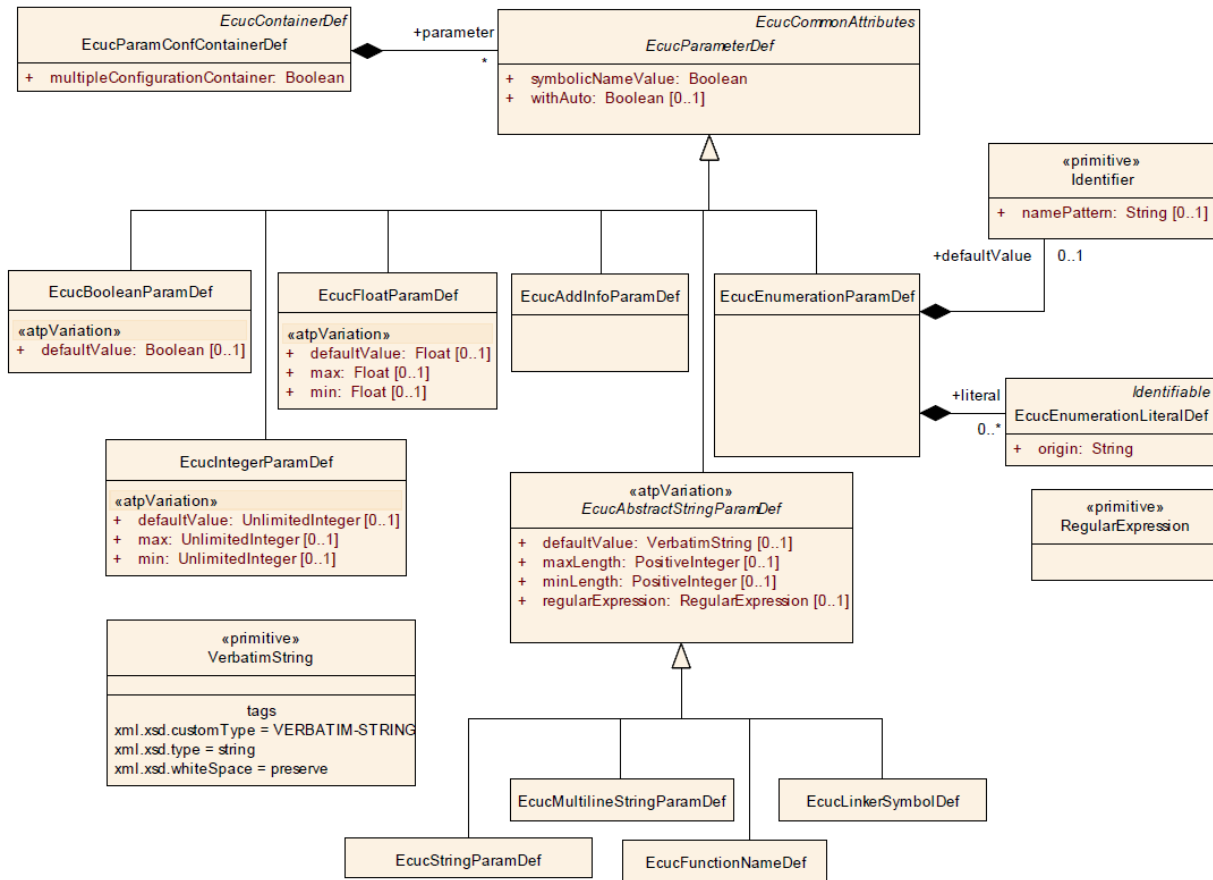 EcucContainerDef
EcucParamConfContainerDef
+ multipleConfigurationContainer: Boolean
+parameter
*
EcucCommonAttributes
EcucParameterDef
+ symbolicNameValue: Boolean
+ withAuto: Boolean [0..1]
«primitive»
Identifier
+ namePattern: String [0..1]
+defaultValue
0..1
EcucBooleanParamDef
«atpVariation»
+ defaultValue: Boolean [0..1]
EcucFloatParamDef
«atpVariation»
+ defaultValue: Float [0..1]
+ max: Float [0..1]
+ min: Float [0..1]
EcucAddInfoParamDef
EcucEnumerationParamDef
+literal
0..*
Identifiable
EcucEnumerationLiteralDef
+ origin: String
EcucIntegerParamDef
«atpVariation»
+ defaultValue: UnlimitedInteger [0..1]
+ max: UnlimitedInteger [0..1]
+ min: UnlimitedInteger [0..1]
«atpVariation»
EcucAbstractStringParamDef
+ defaultValue: VerbatimString [0..1]
+ maxLength: PositiveInteger [0..1]
+ minLength: PositiveInteger [0..1]
+ regularExpression: RegularExpression [0..1]
«primitive»
RegularExpression
«primitive»
VerbatimString
tags
xml.xsd.customType = VERBATIM-STRING
xml.xsd.type = string
xml.xsd.whiteSpace = preserve
EcucMultilineStringParamDef
EcucLinkerSymbolDef
EcucStringParamDef
EcucFunctionNameDef